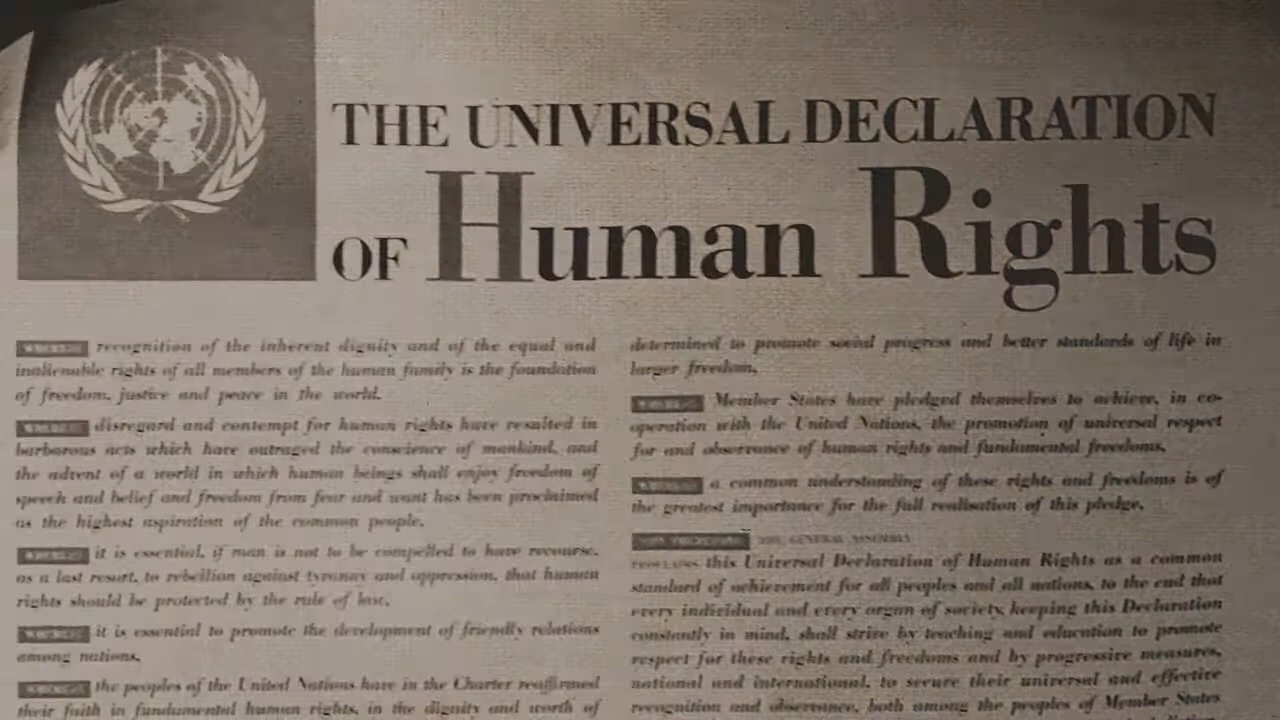 THE UNIVERSAL DECLARATION
OF Human Rights
WHEREAS recognition of the inherent dignity and of the equal and
inalienable rights of all members of the human family is the foundation
of freedom, justice and peace in the world,
WHEREAS disregard and contempt for human rights have resulted in
barbarous acts which have outraged the conscience of mankind, and
the advent of a world in which human beings shall enjoy freedom of
speech and belief and freedom from fear and want has been proclaimed
as the highest aspiration of the common people,
WHEREAS it is essential, if man is not to be compelled to have recourse,
as a last resort, to rebellion against tyranny and oppression, that human
rights should be protected by the rule of law,
WHEREAS it is essential to promote the development of friendly relations
among nations,
WHEREAS the peoples of the United Nations have in the Charter reaffirmed
their faith in fundamental human rights, in the dignity and worth of
determined to promote social progress and better standards of life in
larger freedom,
WHEREAS Member States have pledged themselves to achieve, in co-
operation with the United Nations, the promotion of universal respect
for and observance of human rights and fundamental freedoms,
WHEREAS a common understanding of these rights and freedoms is of
the greatest importance for the full realisation of this pledge,
NOW THEREFORE THE GENERAL ASSEMBLY
PROCLAIMS this Universal Declaration of Human Rights as a common
standard of achievement for all peoples and all nations, to the end that
every individual and every organ of society, keeping this Declaration
constantly in mind, shall strive by teaching and education to promote
respect for these rights and freedoms and by progressive measures,
national and international, to secure their universal and effective
recognition and observance, both among the peoples of Member States